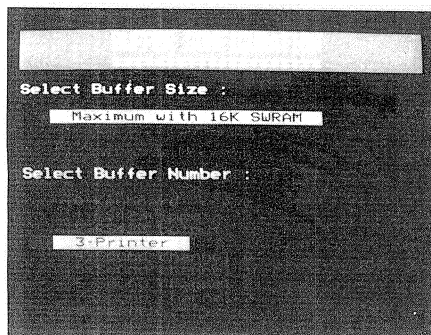 Select Buffer Size :
Maximum with 16K SWRAM
Select Buffer Number :
3-Printer